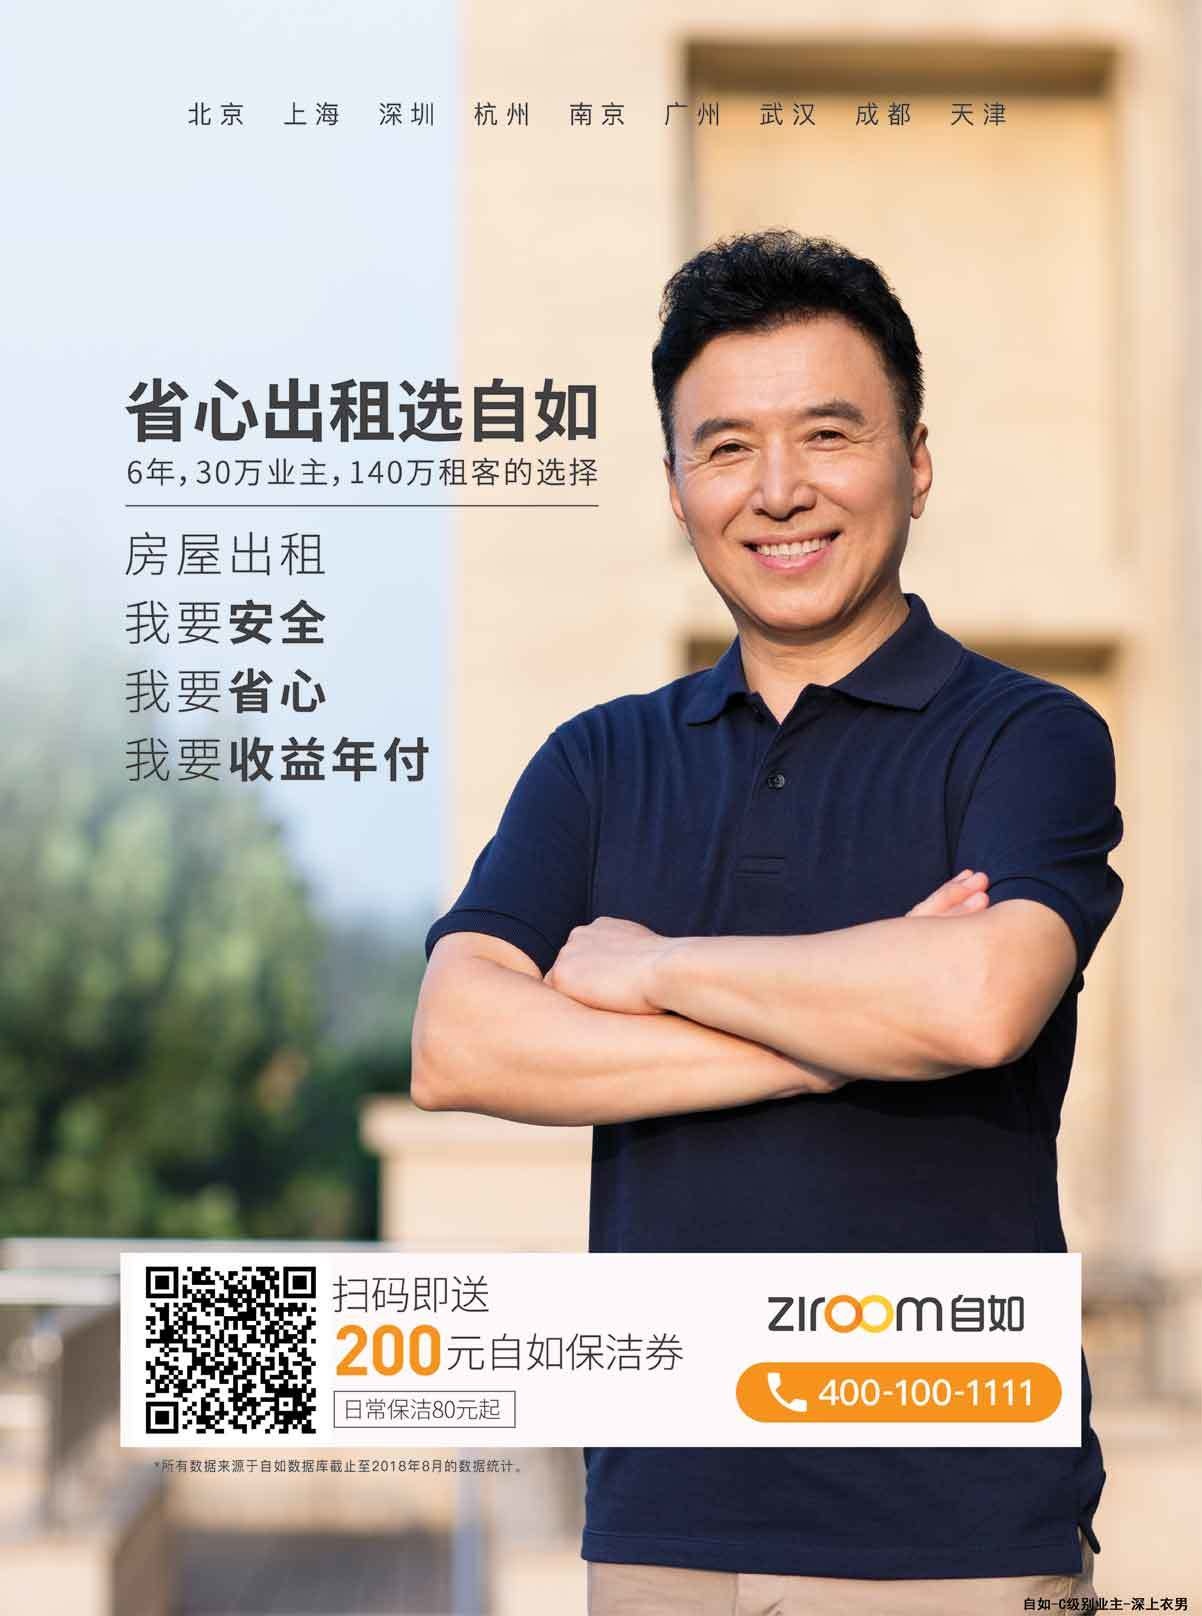 北京 上海 深圳 杭州 南京 广州 武汉 成都 天津
省心出租选自如
6年，30万业主，140万租客的选择
房屋出租
我要安全
我要省心
我要收益年付
扫码即送
200元自如保洁券
日常保洁80元起
ziroom自如
400-100-1111
*所有数据来源于自如数据库截止至2018年8月的数据统计。
自如-C级别业主-深上衣男